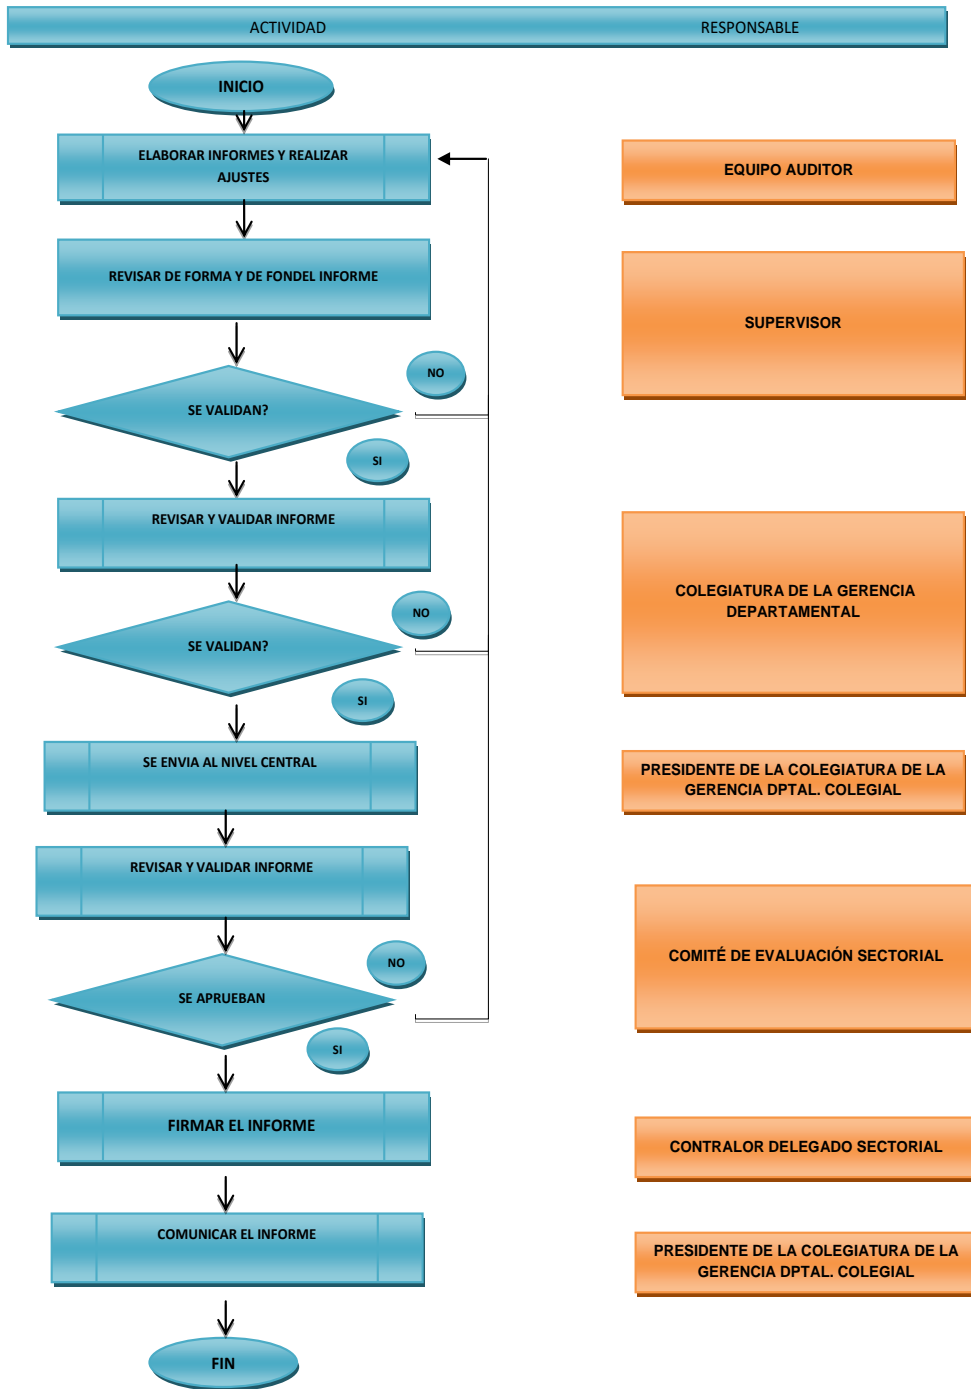 ACTIVIDAD RESPONSABLE
INICIO
ELABORAR INFORMES Y REALIZAR
AJUSTES
EQUIPO AUDITOR
REVISAR DE FORMA Y DE FONDEL INFORME
SUPERVISOR
NO
SE VALIDAN?
SI
REVISAR Y VALIDAR INFORME
COLEGIATURA DE LA GERENCIA
DEPARTAMENTAL
NO
SE VALIDAN?
SI
SE ENVIA AL NIVEL CENTRAL
PRESIDENTE DE LA COLEGIATURA DE LA
GERENCIA DPTAL. COLEGIAL
REVISAR Y VALIDAR INFORME
COMITÉ DE EVALUACIÓN SECTORIAL
NO
SE APRUEBAN
SI
FIRMAR EL INFORME
CONTRALOR DELEGADO SECTORIAL
COMUNICAR EL INFORME
PRESIDENTE DE LA COLEGIATURA DE LA
GERENCIA DPTAL. COLEGIAL
FIN